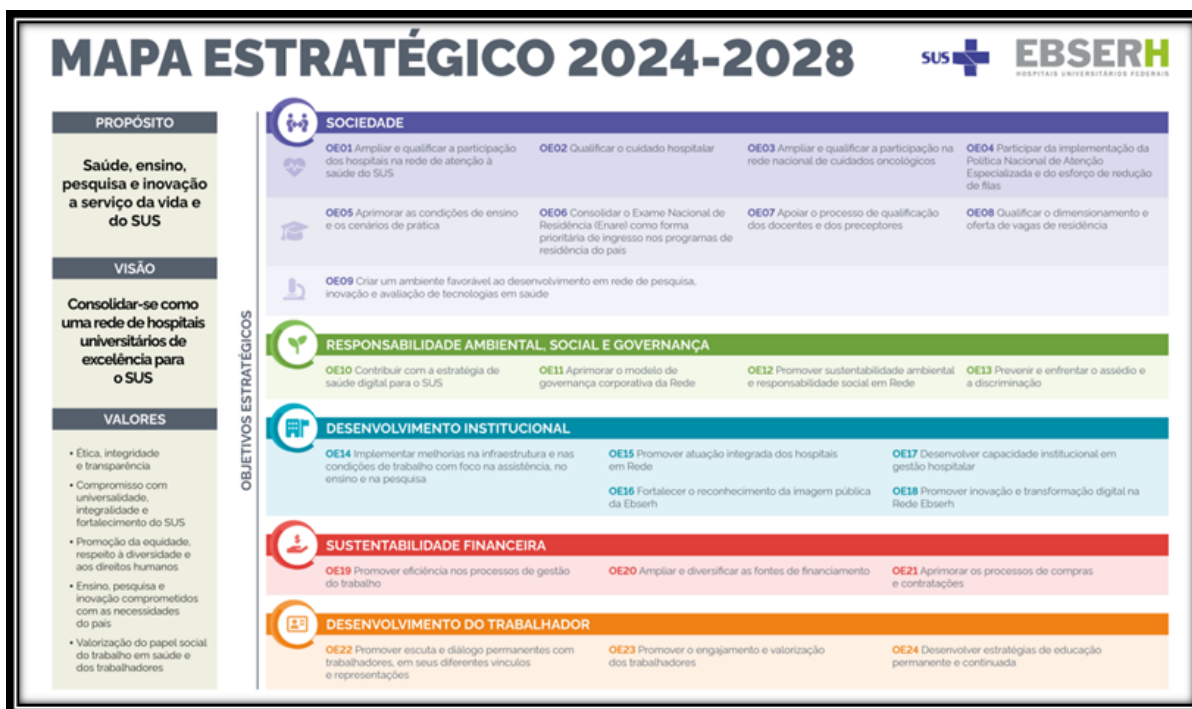 MAPA ESTRATÉGICO 2024-2028
SUS
EBSERH
HOSPITAIS UNIVERSITÁRIOS FEDERAIS
PROPÓSITO
Saúde, ensino,
pesquisa e inovação
a serviço da vida e
do SUS
VISÃO
Consolidar-se como
uma rede de hospitais
universitários de
excelência para
o SUS
VALORES
• Ética, integridade
e transparência
• Compromisso com
universalidade,
integralidade e
fortalecimento do SUS
• Promoção da equidade,
respeito à diversidade e
aos direitos humanos
• Ensino, pesquisa e
inovação comprometidos
com as necessidades
do país
• Valorização do papel social
do trabalho em saúde e
dos trabalhadores
OBJETIVOS ESTRATÉGICOS
SOCIEDADE
OE01 Ampliar e qualificar a participação
dos hospitais na rede de atenção à
saúde do SUS
OE02 Qualificar o cuidado hospitalar
OE03 Ampliar e qualificar a participação na
rede nacional de cuidados oncológicos
OE04 Participar da implementação da
Política Nacional de Atenção
Especializada e do esforço de redução
de filas
OE05 Aprimorar as condições de ensino
e os cenários de prática
OE06 Consolidar o Exame Nacional de
Residência (Enare) como forma
prioritária de ingresso nos programas de
residência do país
OE07 Apoiar o processo de qualificação
dos docentes e dos preceptores
OE08 Qualificar o dimensionamento e
oferta de vagas de residência
OE09 Criar um ambiente favorável ao desenvolvimento em rede de pesquisa,
inovação e avaliação de tecnologias em saúde
RESPONSABILIDADE AMBIENTAL, SOCIAL E GOVERNANÇA
OE10 Contribuir com a estratégia de
saúde digital para o SUS
OE11 Aprimorar o modelo de
governança corporativa da Rede
OE12 Promover sustentabilidade ambiental
e responsabilidade social em Rede
OE13 Prevenir e enfrentar o assédio e
a discriminação
DESENVOLVIMENTO INSTITUCIONAL
OE14 Implementar melhorias na infraestrutura e nas
condições de trabalho com foco na assistência, no
ensino e na pesquisa
OE15 Promover atuação integrada dos hospitais
em Rede
OE16 Fortalecer o reconhecimento da imagem pública
da Ebserh
OE17 Desenvolver capacidade institucional em
gestão hospitalar
OE18 Promover inovação e transformação digital na
Rede Ebserh
SUSTENTABILIDADE FINANCEIRA
OE19 Promover eficiência nos processos de gestão
do trabalho
OE20 Ampliar e diversificar as fontes de financiamento
OE21 Aprimorar os processos de compras
e contratações
DESENVOLVIMENTO DO TRABALHADOR
OE22 Promover escuta e diálogo permanentes com
trabalhadores, em seus diferentes vínculos
e representações
OE23 Promover o engajamento e valorização
dos trabalhadores
OE24 Desenvolver estratégias de educação
permanente e continuada